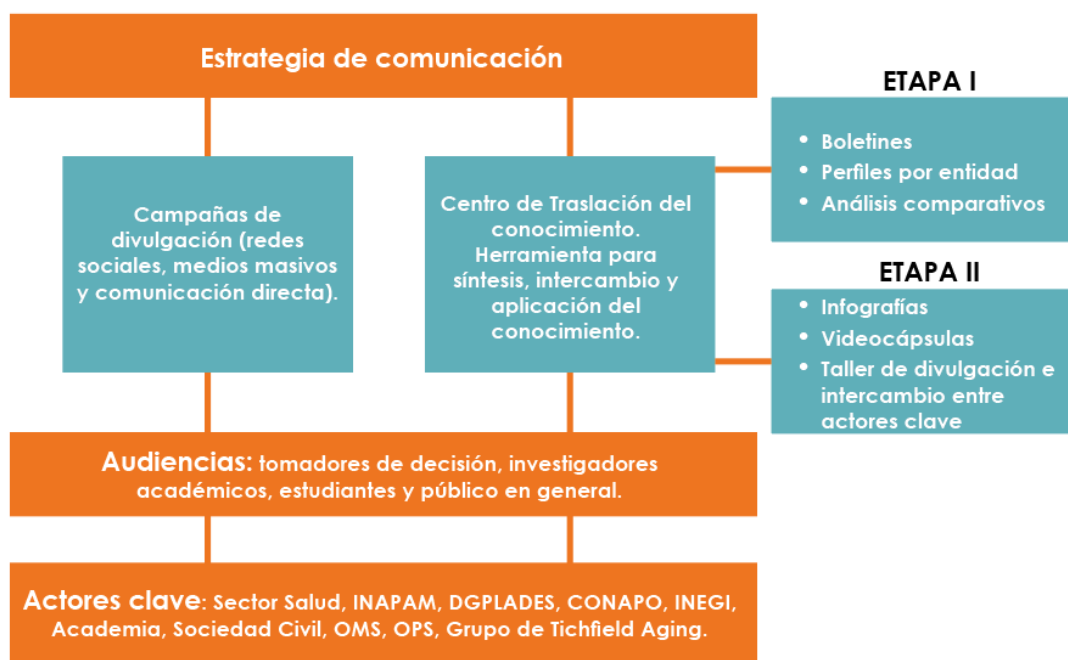 Estrategia de comunicación
Campañas de
divulgación (redes
sociales, medios masivos
y comunicación directa).
Centro de Traslación del
conocimiento.
Herramienta para
síntesis, intercambio y
aplicación del
conocimiento.
ETAPA I
• Boletines
• Perfiles por entidad
• Análisis comparativos
ETAPA II
• Infografías
• Videocápsulas
• Taller de divulgación e
intercambio entre
actores clave
Audiencias: tomadores de decisión, investigadores
académicos, estudiantes y público en general.
Actores clave: Sector Salud, INAPAM, DGPLADES, CONAPO, INEGI,
Academia, Sociedad Civil, OMS, OPS, Grupo de Tichfield Aging.